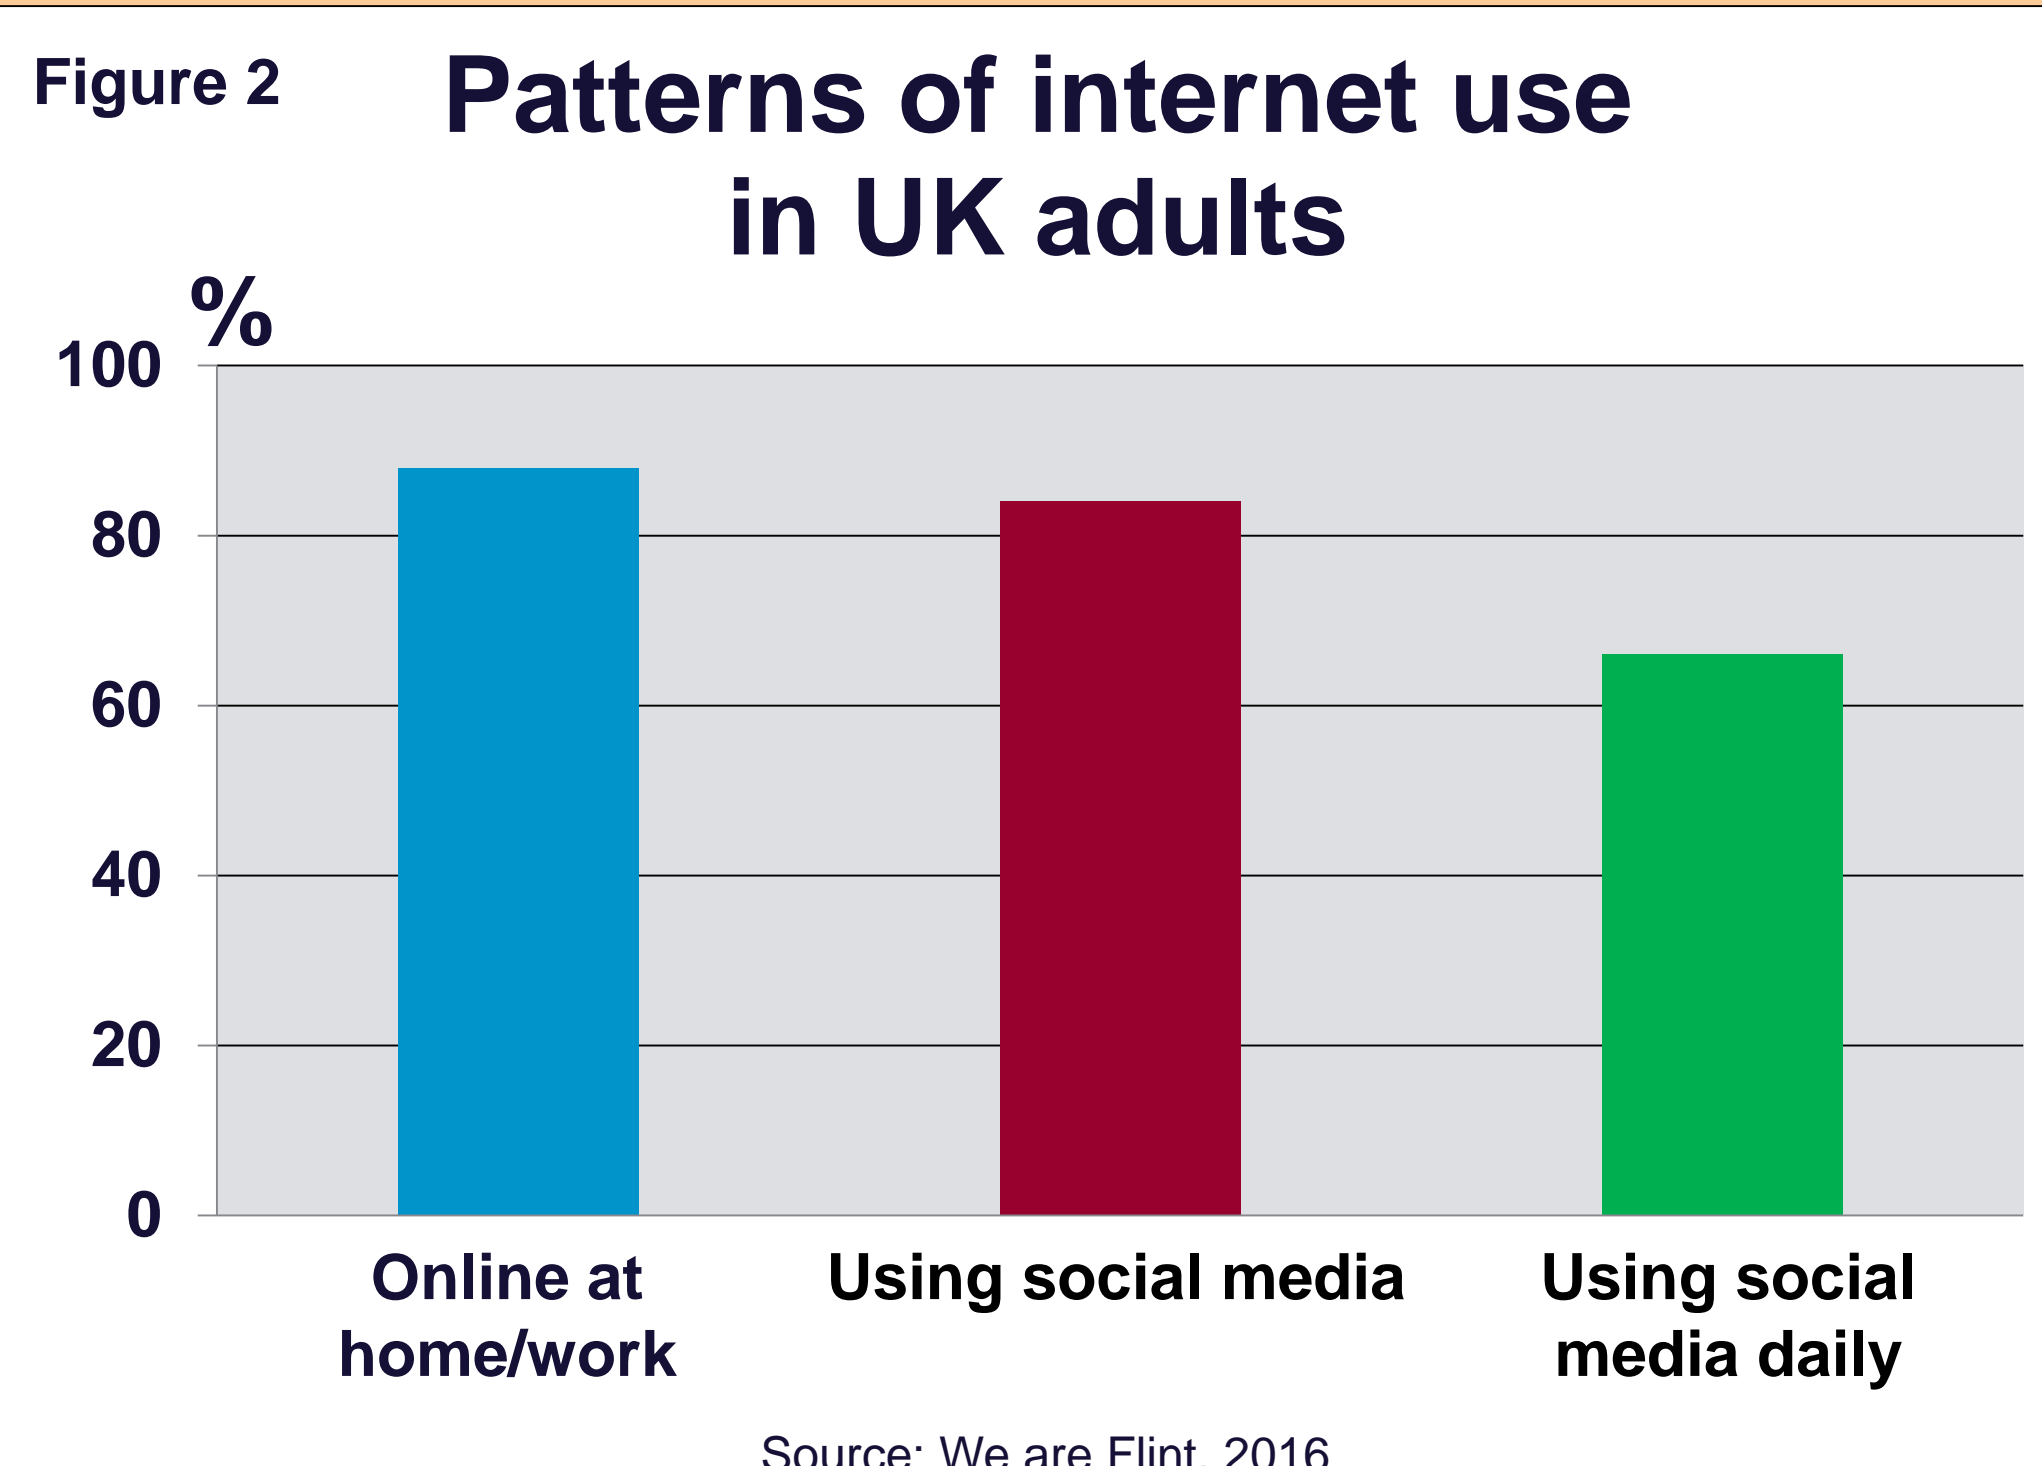 Figure 2
Patterns of internet use
in UK adults
%
100
80
60
40
20
0
Online at
home/work
Using social media
Using social
media daily
Source: We are Flint, 2016